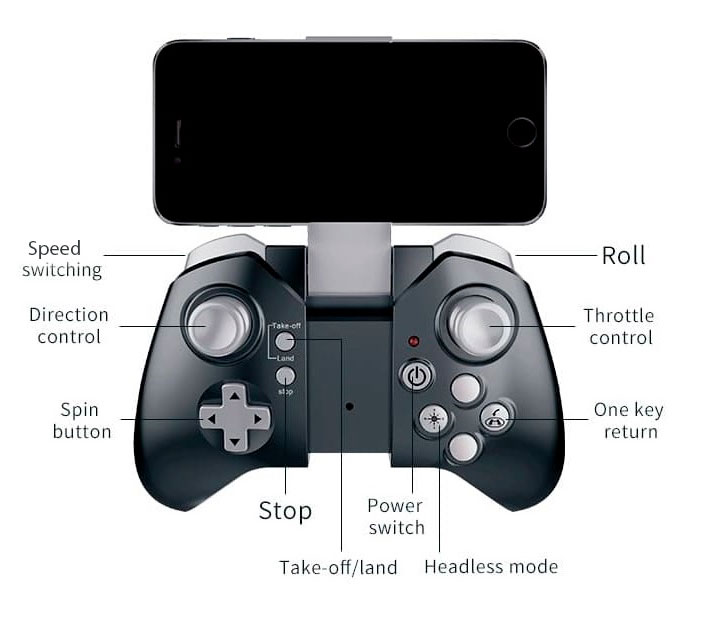 Speed
switching
Roll
Direction
control
Take-off
Land
stop
Throttle
control
Spin
button
One key
return
Stop
Power
switch
Take-off/land
Headless mode